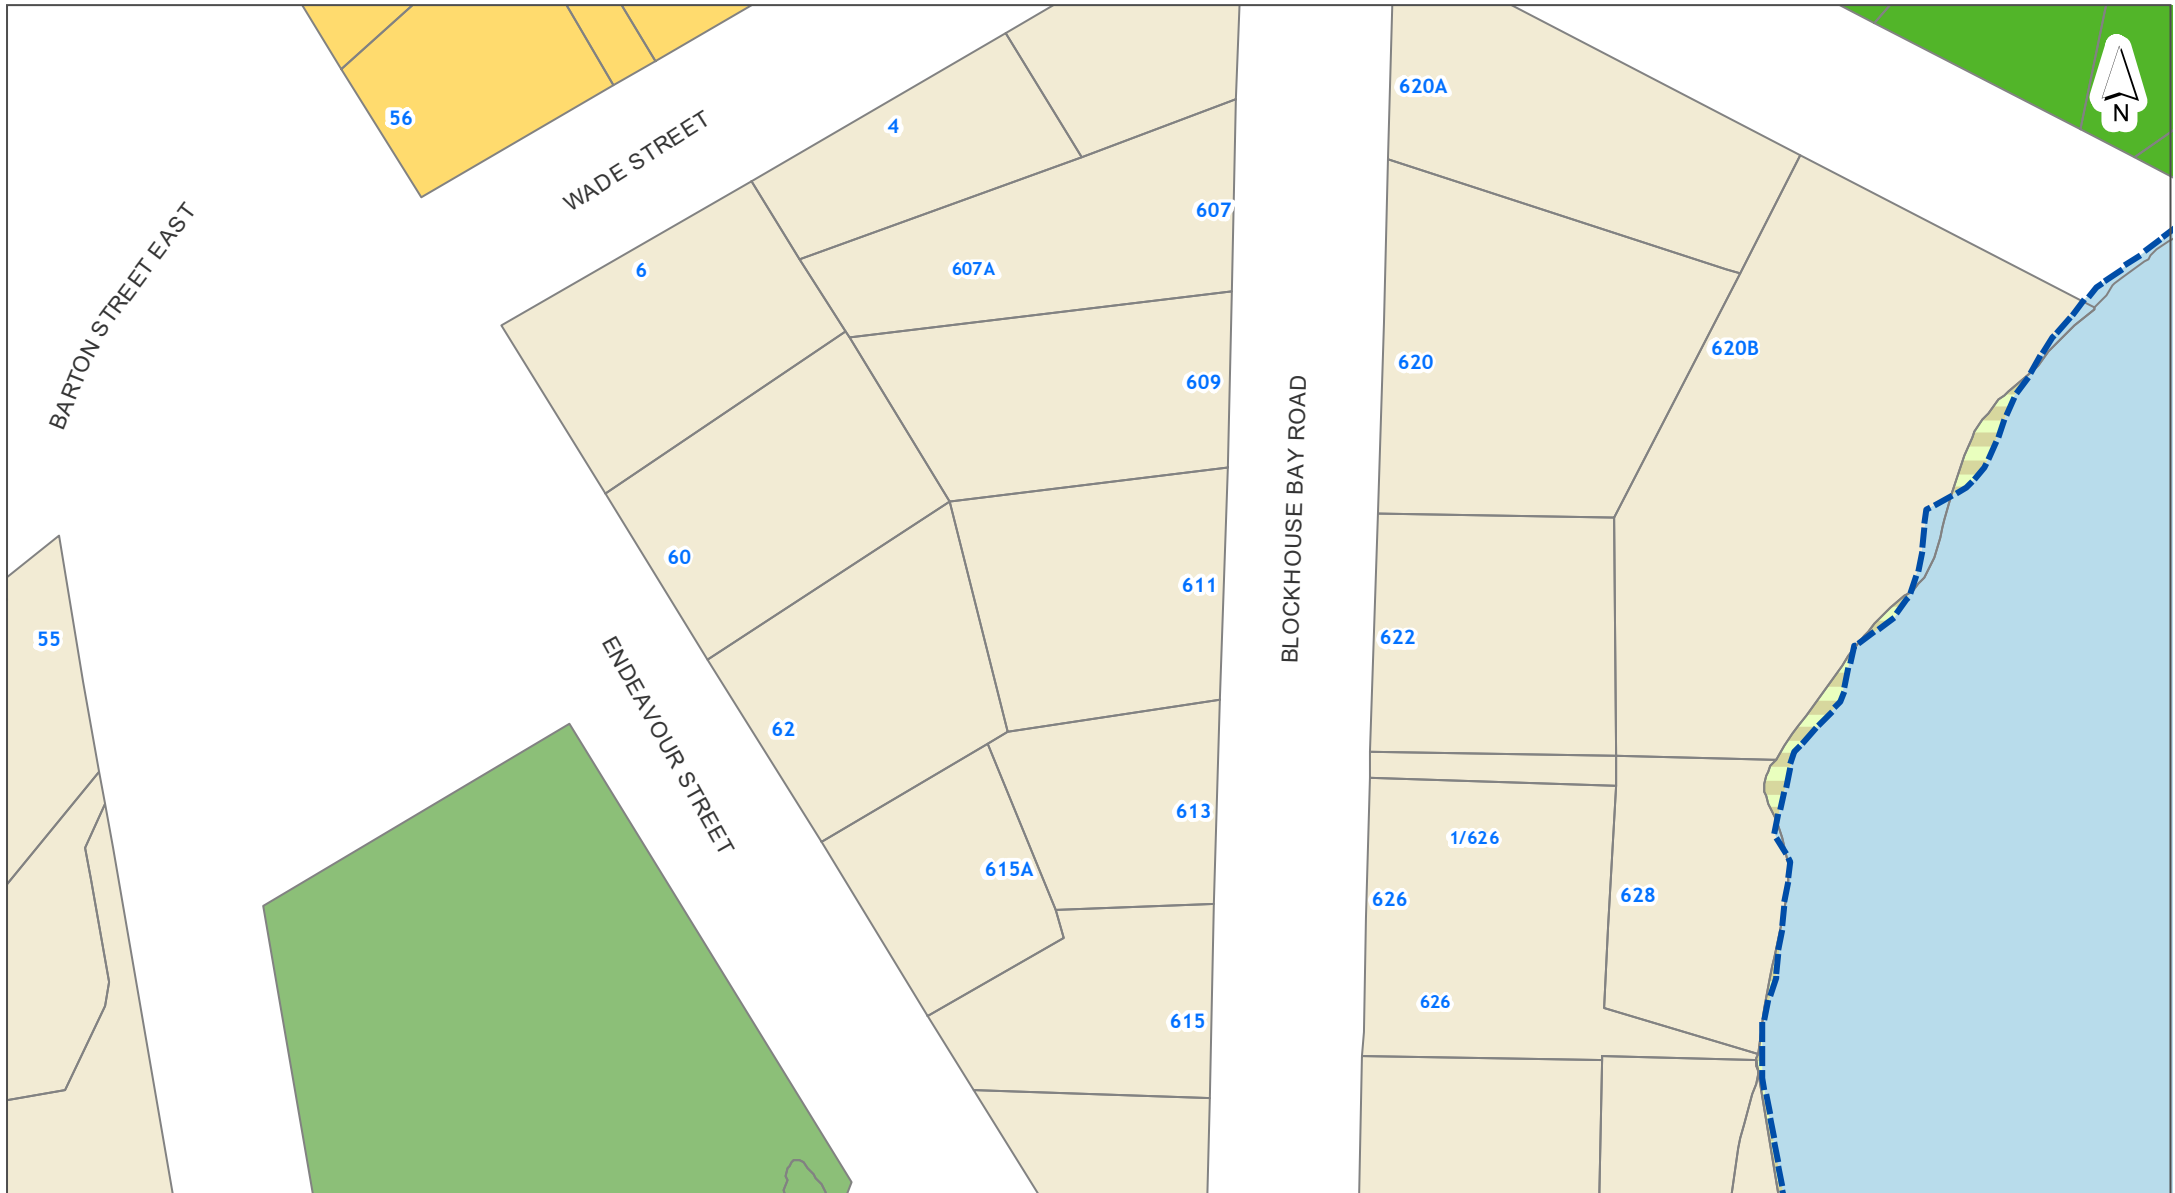 620A
N
56
4
WADE STREET
607
BARTON STREET EAST
6
607A
620B
620
609
BLOCKHOUSE BAY ROAD
60
611
55
622
ENDEAVOUR STREET
62
613
1/626
615A
628
626
626
615